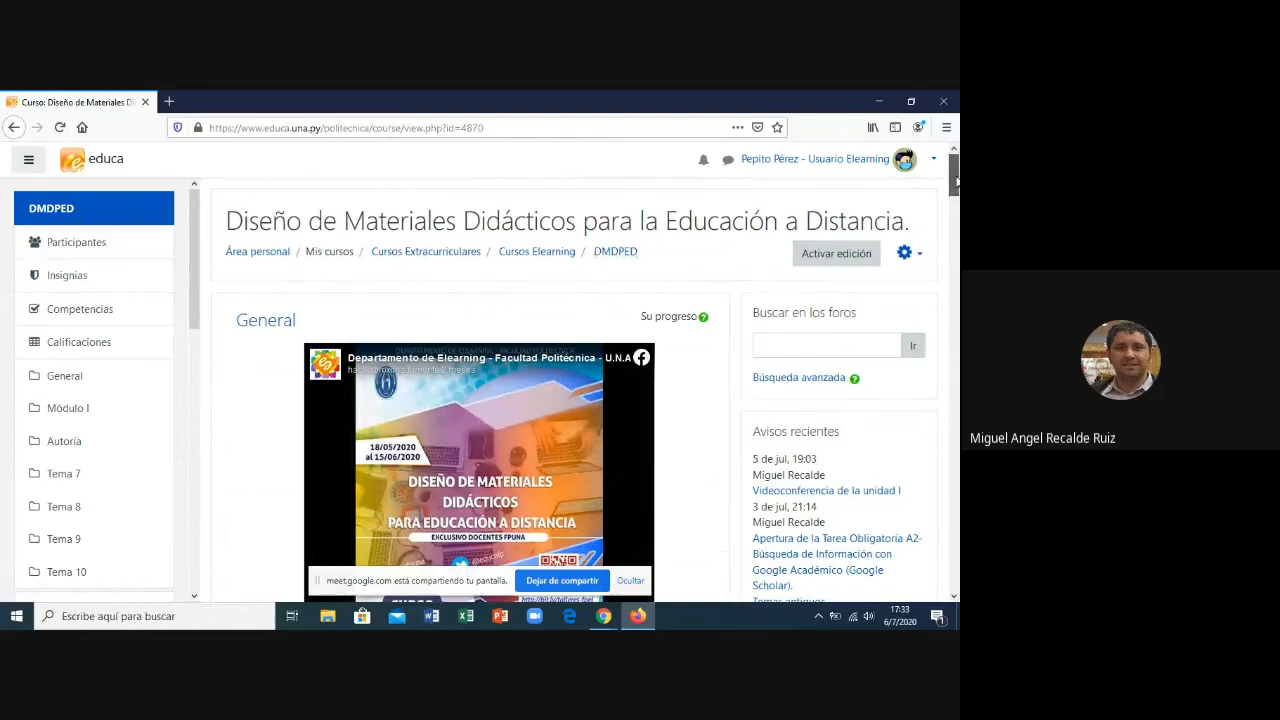 Curso: Diseño de Materiales Di
https://www.educa.una.py/politecnica/course/view.php?id=4870
educa
Pepito Pérez - Usuario Elearning
DMDPED
Participantes
Insignias
Competencias
Calificaciones
General
Módulo I
Autoría
Tema 7
Tema 8
Tema 9
Tema 10
Diseño de Materiales Didácticos para la Educación a Distancia.
Área personal / Mis cursos / Cursos Extracurriculares / Cursos Elearning / DMDPED
Activar edición
General
Su progreso
Departamento de Elearning - Facultad Politécnica - U.N.A
hace aproximadamente 2 meses
18/05/2020
al 15/06/2020
DISEÑO DE MATERIALES
DIDÁCTICOS
PARA EDUCACIÓN A DISTANCIA
EXCLUSIVO DOCENTES FPUNA
meet.google.com está compartiendo tu pantalla.
Dejar de compartir
Ocultar
Buscar en los foros
Ir
Búsqueda avanzada
Avisos recientes
5 de jul, 19:03
Miguel Recalde
Videoconferencia de la unidad I
3 de jul, 21:14
Miguel Recalde
Apertura de la Tarea Obligatoria A2-
Búsqueda de Información con
Google Académico (Google
Scholar).
Temas antiguos
Miguel Angel Recalde Ruiz
Escribe aquí para buscar
17:33
6/7/2020